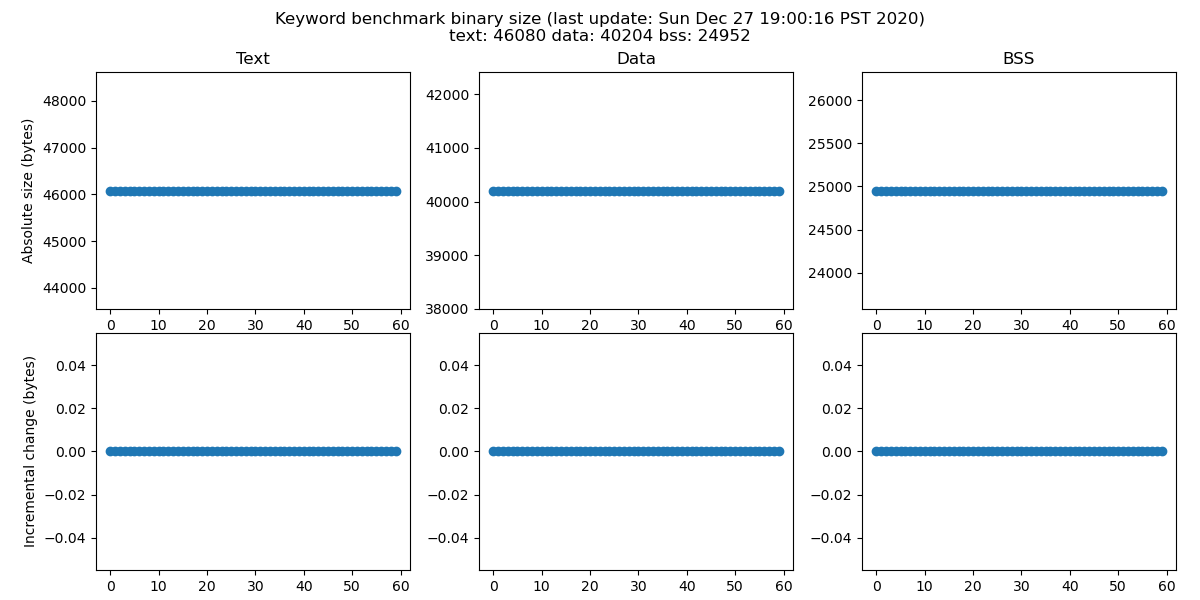 Keyword benchmark binary size (last update: Sun Dec 27 19:00:16 PST 2020)
text: 46080 data: 40204 bss: 24952
Text
Data
BSS
Absolute size (bytes)
48000
47000
46000
45000
44000
0 10 20 30 40 50 60
42000
41000
40000
39000
38000
0 10 20 30 40 50 60
26000
25500
25000
24500
24000
0 10 20 30 40 50 60
Incremental change (bytes)
0.04
0.02
0.00
−0.02
−0.04
0 10 20 30 40 50 60
0.04
0.02
0.00
−0.02
−0.04
0 10 20 30 40 50 60
0.04
0.02
0.00
−0.02
−0.04
0 10 20 30 40 50 60